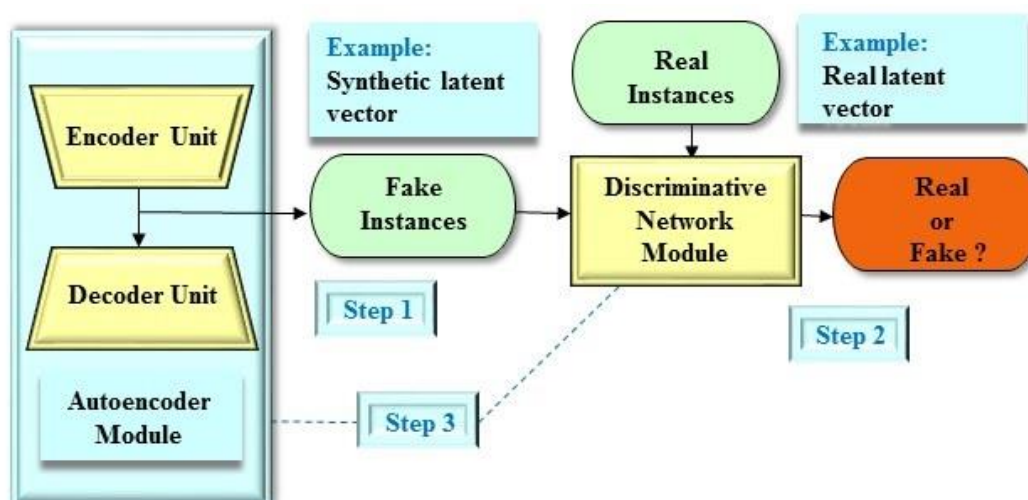 Encoder Unit
Decoder Unit
Autoencoder
Module
Example:
Synthetic latent
vector
Fake
Instances
Step 1
Step 3
Real
Instances
Discriminative
Network
Module
Example:
Real latent
vector
Real
or
Fake ?
Step 2